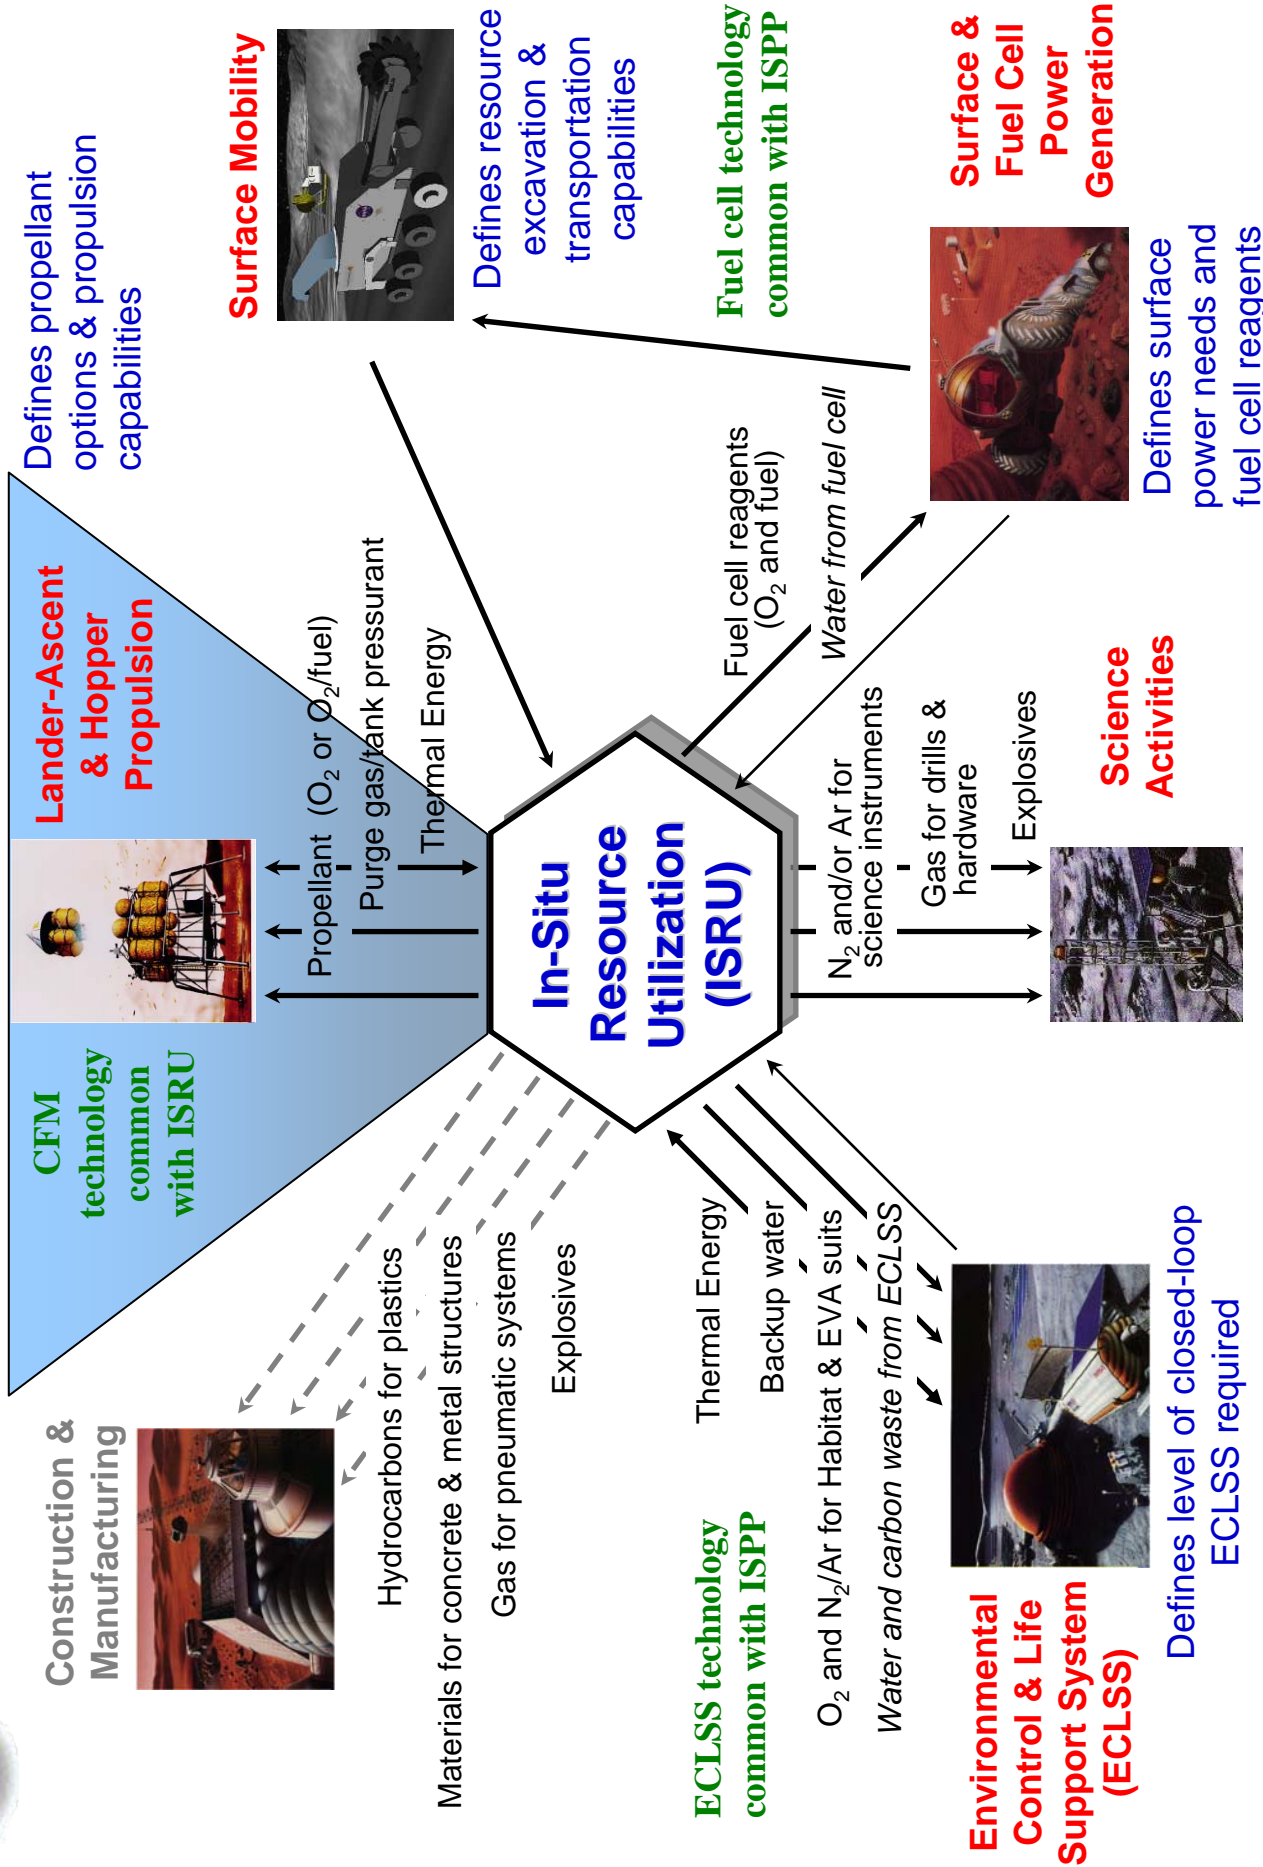 Construction &
Manufacturing
CFM
technology
common
with ISRU
Lander-Ascent
& Hopper
Propulsion
Defines propellant
options & propulsion
capabilities
Propellant (O₂ or O₂/fuel)
Purge gas/tank pressurant
Thermal Energy
Surface Mobility
Defines resource
excavation &
transportation
capabilities
Hydrocarbons for plastics
Materials for concrete & metal structures
Gas for pneumatic systems
Explosives
In-Situ
Resource
Utilization
(ISRU)
ECLSS technology
common with ISPP
Thermal Energy
Backup water
O₂ and N₂/Ar for Habitat & EVA suits
Water and carbon waste from ECLSS
Fuel cell reagents
(O₂ and fuel)
Water from fuel cell
Fuel cell technology
common with ISPP
N₂ and/or Ar for
science instruments
Gas for drills &
hardware
Explosives
Environmental
Control & Life
Support System
(ECLSS)
Defines level of closed-loop
ECLSS required
Science
Activities
Surface &
Fuel Cell
Power
Generation
Defines surface
power needs and
fuel cell reagents